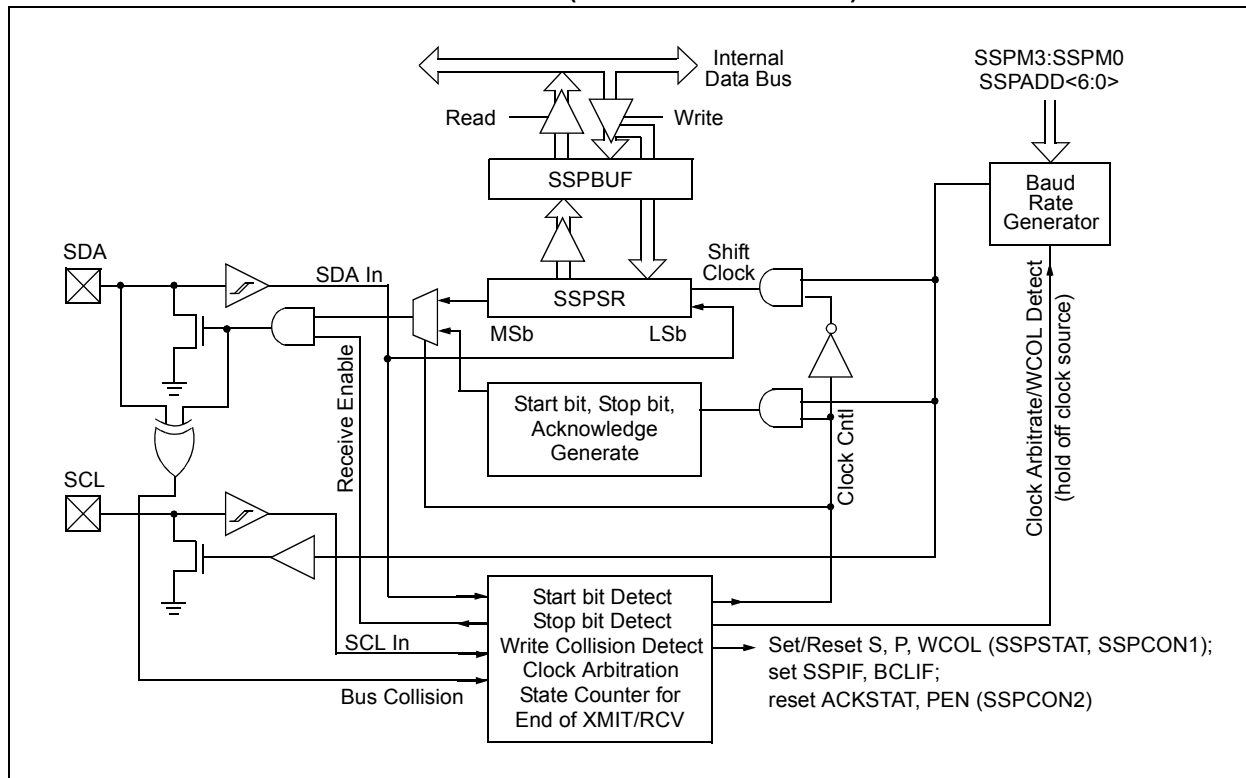 Internal
Data Bus
SSPM3:SSPM0
SSPADD<6:0>
Read
Write
SSPBUF
Baud
Rate
Generator
SDA
SDA In
Shift
Clock
SSPSR
MSb
LSb
Start bit, Stop bit,
Acknowledge
Generate
Receive Enable
Clock Cntl
Clock Arbitrate/WCOL Detect
(hold off clock source)
SCL
SCL In
Bus Collision
Start bit Detect
Stop bit Detect
Write Collision Detect
Clock Arbitration
State Counter for
End of XMIT/RCV
Set/Reset S, P, WCOL (SSPSTAT, SSPCON1);
set SSPIF, BCLIF;
reset ACKSTAT, PEN (SSPCON2)